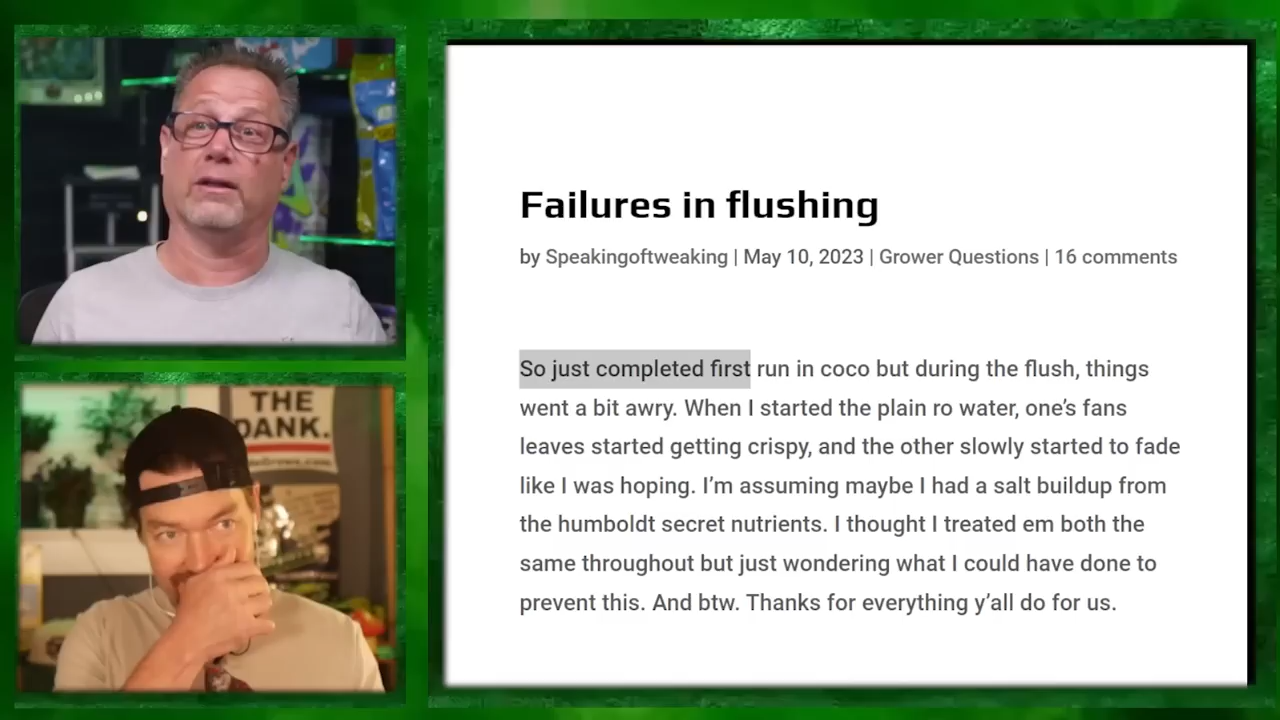 THE
DANK.
Failures in flushing
by Speakingoftweaking | May 10, 2023 | Grower Questions | 16 comments
So just completed first run in coco but during the flush, things
went a bit awry. When I started the plain ro water, one’s fans
leaves started getting crispy, and the other slowly started to fade
like I was hoping. I’m assuming maybe I had a salt buildup from
the humboldt secret nutrients. I thought I treated em both the
same throughout but just wondering what I could have done to
prevent this. And btw. Thanks for everything y’all do for us.